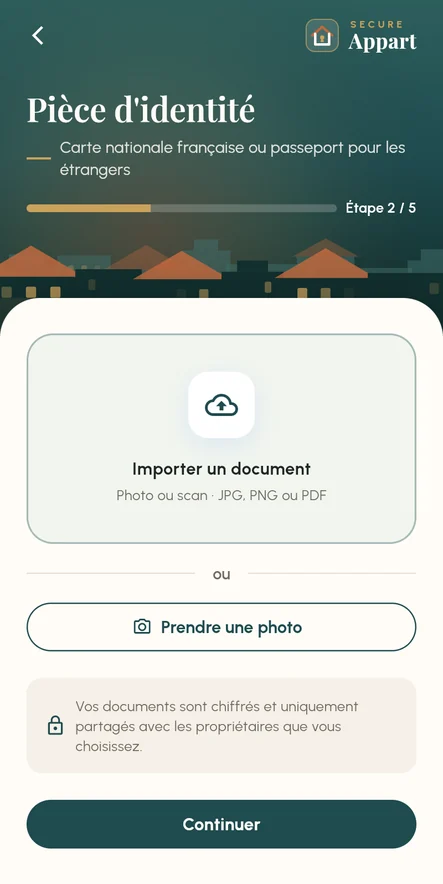 SECURE
Appart
Pièce d'identité
Carte nationale française ou passeport pour les
étrangers
Étape 2 / 5
Importer un document
Photo ou scan · JPG, PNG ou PDF
ou
Prendre une photo
Vos documents sont chiffrés et uniquement
partagés avec les propriétaires que vous
choisissez.
Continuer